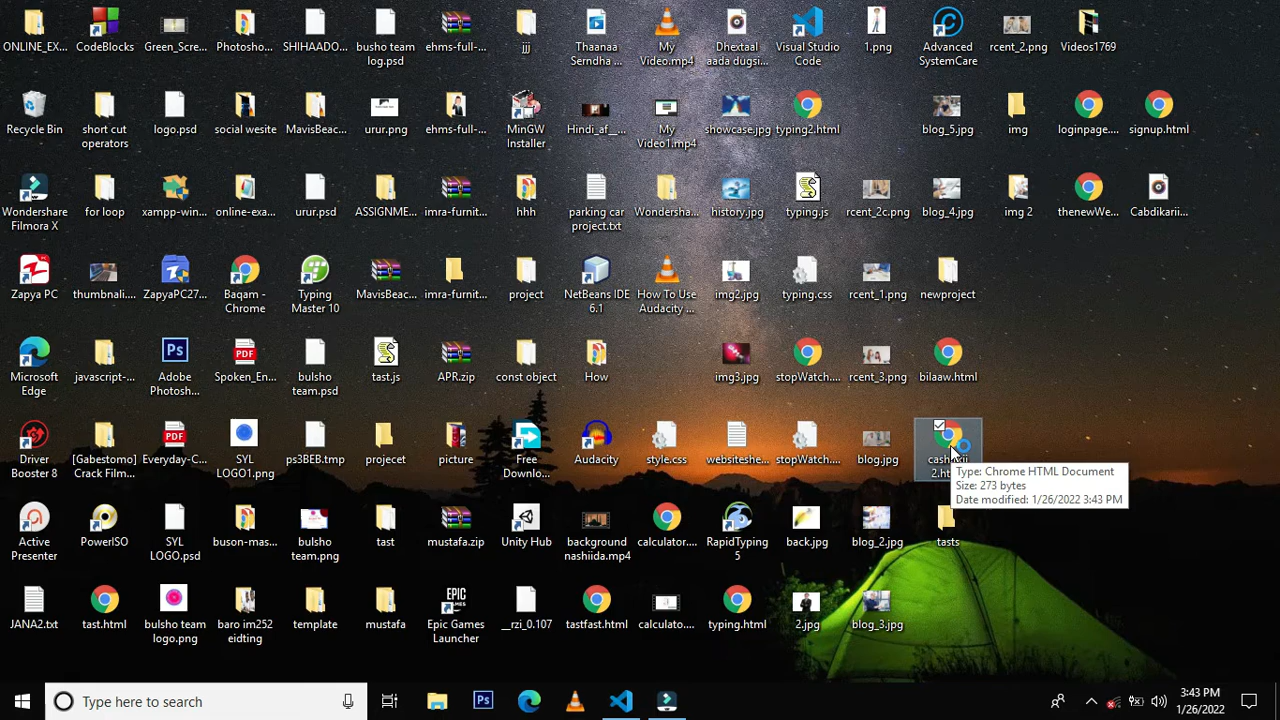 ONLINE_EX...
CodeBlocks
Green_Scre...
Photosho...
SHIHAADO...
busho team
log.psd
ehms-full-...
jjj
Thaanaa
Serndha ...
My
Video.mp4
Dhextaal
aada dugsi...
Visual Studio
Code
1.png
Advanced
SystemCare
rcent_2.png
Videos1769
Recycle Bin
short cut
operators
logo.psd
social wesite
MavisBeac...
urur.png
ehms-full-...
MinGW
Installer
Hindi_af__...
My
Video1.mp4
showcase.jpg
typing2.html
blog_5.jpg
img
loginpage....
signup.html
Wondershare
Filmora X
for loop
xampp-win...
online-exa...
urur.psd
ASSIGNME...
imra-furnit...
hhh
parking car
project.txt
Wondersha...
history.jpg
typing.js
rcent_2c.png
blog_4.jpg
img 2
thenewWe...
Cabdikarii...
Zapya PC
thumbnali....
ZapyaPC27...
Baqam -
Chrome
Typing
Master 10
MavisBeac...
imra-furnit...
project
NetBeans IDE
6.1
How To Use
Audacity ...
img2.jpg
typing.css
rcent_1.png
newproject
Microsoft
Edge
javascript-...
Ps
Adobe
Photosh...
PDF
Spoken_En...
bulsho
team.psd
tast.js
APR.zip
const object
How
img3.jpg
stopWatch....
rcent_3.png
bilaaw.html
Driver
Booster 8
PDF
[Gabestomo]
Crack Film...
Everyday-C...
SYL
LOGO1.png
ps3BEB.tmp
projecet
picture
Free
Downlo...
Audacity
style.css
websiteshe...
stopWatch....
blog.jpg
2.ht
Type: Chrome HTML Document
Size: 273 bytes
Date modified: 1/26/2022 3:43 PM
Active
Presenter
PowerISO
SYL
LOGO.psd
buson-mas...
bulsho
team.png
tast
mustafa.zip
Unity Hub
background
nashiida.mp4
calculator....
RapidTyping
5
back.jpg
blog_2.jpg
tasts
JANA2.txt
tast.html
bulsho team
logo.png
baro im252
eidting
template
mustafa
EPIC
GAMES
Epic Games
Launcher
__rzi_0.107
tastfast.html
calculato....
typing.html
2.jpg
blog_3.jpg
Type here to search
Ps
3:43 PM
1/26/2022